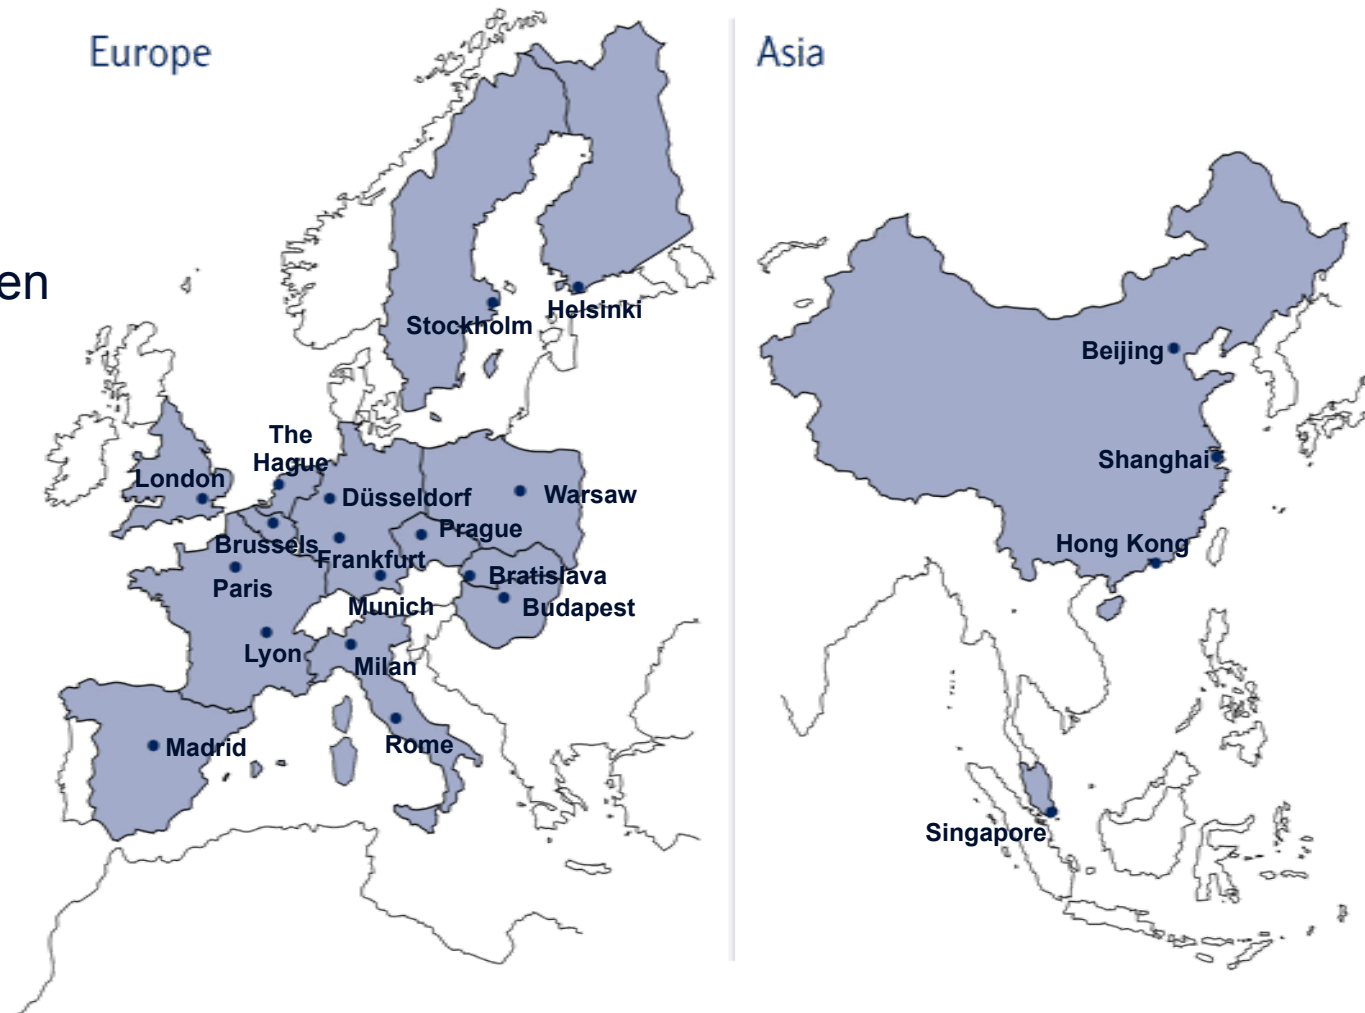 Europe
Asia
en
Helsinki
Stockholm
Beijing
The
Hague
London
Düsseldorf
Warsaw
Shanghai
Prague
Brussels
Frankfurt
Hong Kong
Paris
Bratislava
Munich
Budapest
Lyon
Milan
Madrid
Rome
Singapore